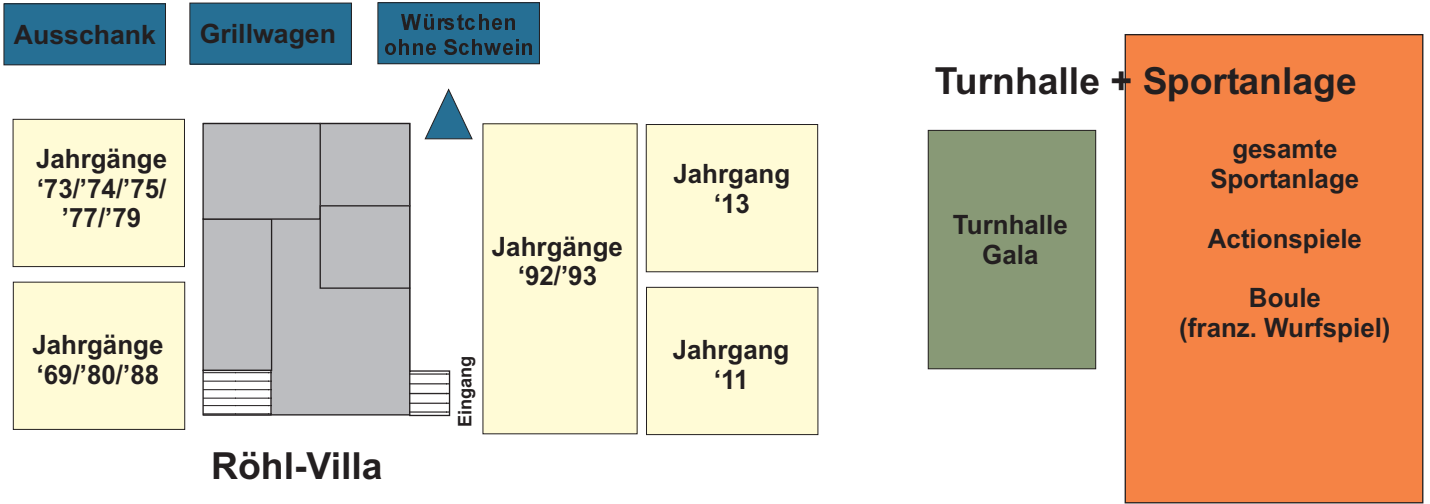 Ausschank
Grillwagen
Würstchen
ohne Schwein
Jahrgänge
‘73/’74/’75/
’77/’79
Jahrgänge
‘69/’80/’88
Eingang
Röhl-Villa
Jahrgänge
‘92/’93
Jahrgang
‘13
Jahrgang
‘11
Turnhalle + Sportanlage
Turnhalle
Gala
gesamte
Sportanlage
Actionspiele
Boule
(franz. Wurfspiel)